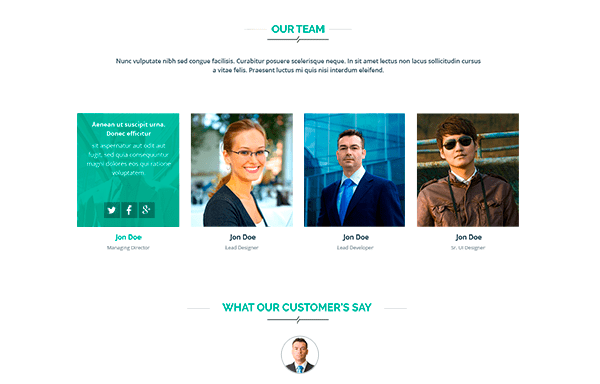 OUR TEAM
Nunc vulputate nibh sed congue facilisis. Curabitur posuere scelerisque neque. In sit amet lectus non lacus sollicitudin cursus
a vitae felis. Praesent luctus mi quis nisi interdum eleifend.
Aenean ut suscipit urna.
Donec efficitur
sit aspernatur aut odit aut
fugit, sed quia consequuntur
magni dolores eos qui ratione
voluptatem.
Jon Doe
Managing Director
Jon Doe
Lead Designer
Jon Doe
Lead Developer
Jon Doe
Sr. UI Designer
WHAT OUR CUSTOMER'S SAY